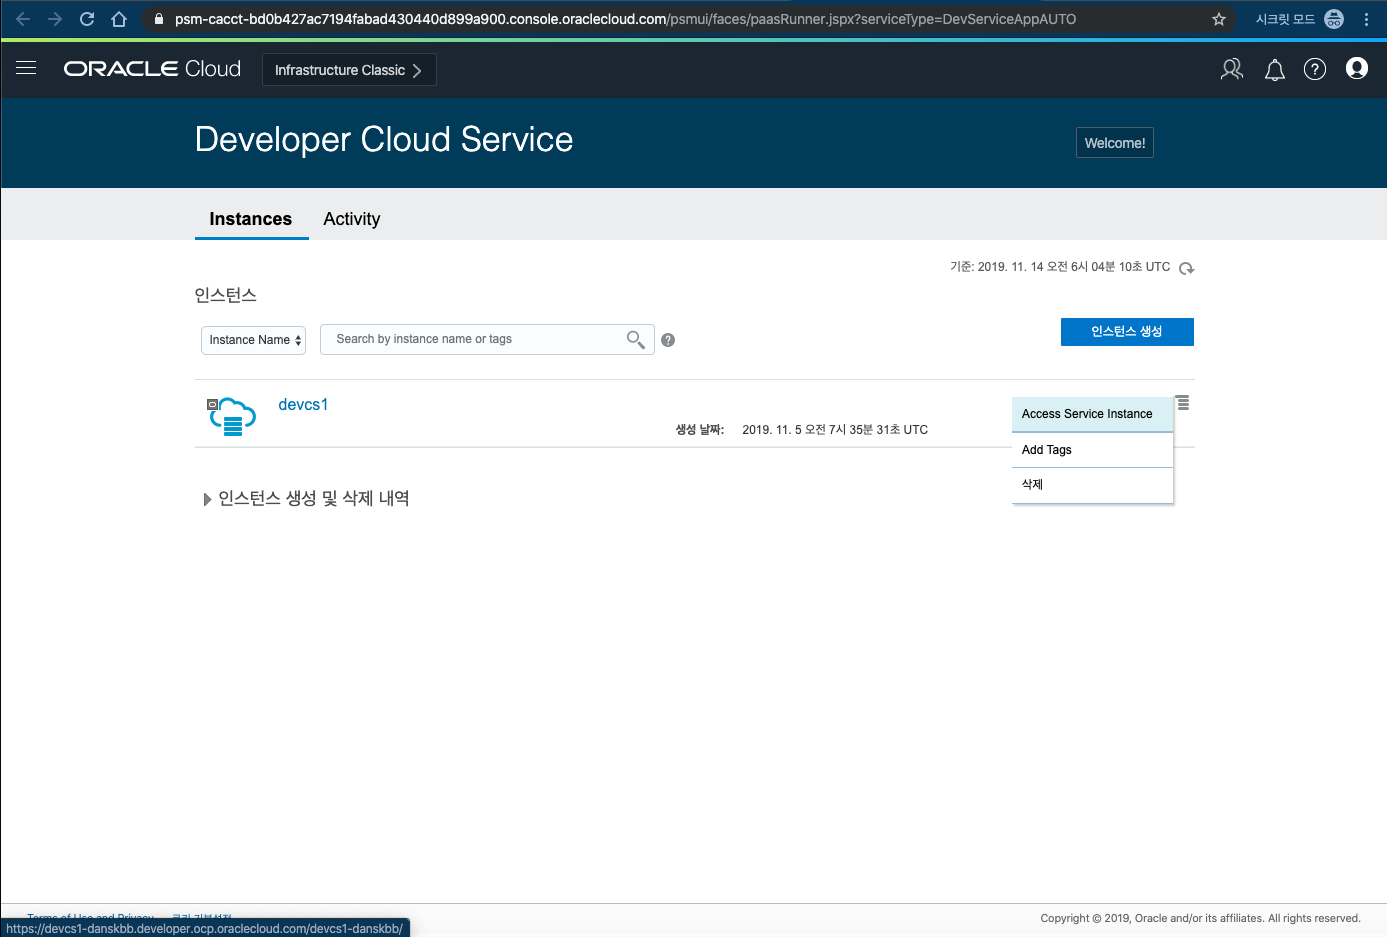 psm-cacct-bd0b427ac7194fabad430440d899a900.console.oraclecloud.com/psmui/faces/paasRunner.jspx?serviceType=DevServiceAppAUTO
시크릿 모드
ORACLE Cloud
Infrastructure Classic
Developer Cloud Service
Welcome!
Instances
Activity
기준: 2019. 11. 14 오전 6시 04분 10초 UTC
인스턴스
Instance Name
Search by instance name or tags
인스턴스 생성
devcs1
Access Service Instance
생성 날짜: 2019. 11. 5 오전 7시 35분 31초 UTC
Add Tags
삭제
인스턴스 생성 및 삭제 내역
Terms of Use and Privacy
Copyright © 2019, Oracle and/or its affiliates. All rights reserved.
https://devcs1-danskbb.developer.ocp.oraclecloud.com/devcs1-danskbb/